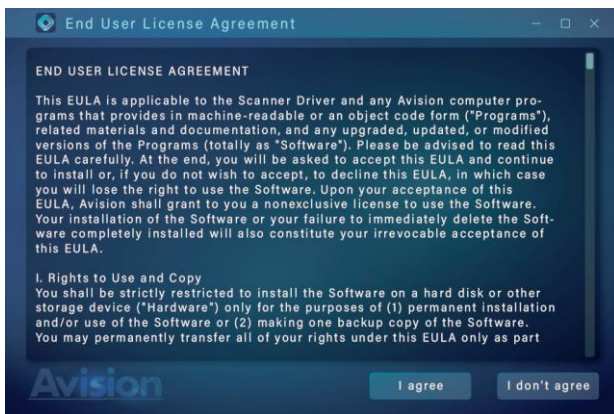 End User License Agreement
END USER LICENSE AGREEMENT
This EULA is applicable to the Scanner Driver and any Avision computer pro-
grams that provides in machine-readable or an object code form ("Programs"),
related materials and documentation, and any upgraded, updated, or modified
versions of the Programs (totally as "Software"). Please be advised to read this
EULA carefully. At the end, you will be asked to accept this EULA and continue
to install or, if you do not wish to accept, to decline this EULA, in which case
you will lose the right to use the Software. Upon your acceptance of this
EULA, Avision shall grant to you a nonexclusive license to use the Software.
Your installation of the Software or your failure to immediately delete the Soft-
ware completely installed will also constitute your irrevocable acceptance of
this EULA.
I. Rights to Use and Copy
You shall be strictly restricted to install the Software on a hard disk or other
storage device ("Hardware") only for the purposes of (1) permanent installation
and/or use of the Software or (2) making one backup copy of the Software.
You may permanently transfer all of your rights under this EULA only as part
Avision
I agree
I don't agree